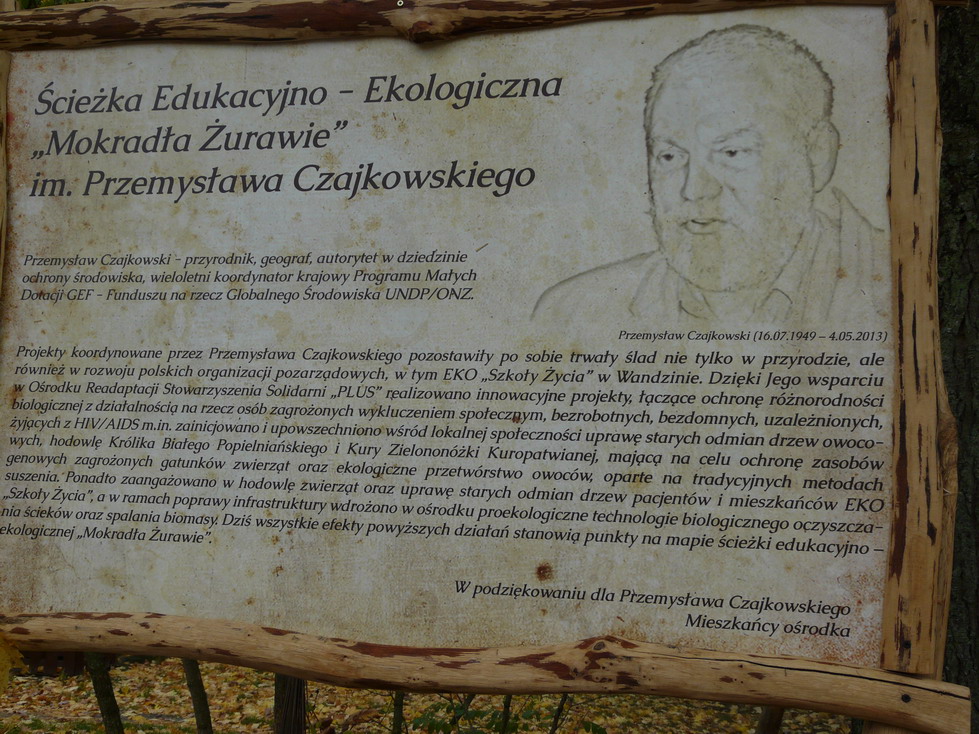 Ścieżka Edukacyjno – Ekologiczna
„Mokradła Żurawie”
im. Przemysława Czajkowskiego
Przemysław Czajkowski – przyrodnik, geograf, autorytet w dziedzinie
ochrony środowiska, wieloletni koordynator krajowy Programu Małych
Dotacji GEF – Funduszu na rzecz Globalnego Środowiska UNDP/ONZ.
Przemysław Czajkowski (16.07.1949 – 4.05.2013)
Projekty koordynowane przez Przemysława Czajkowskiego pozostawiły po sobie trwały ślad nie tylko w przyrodzie, ale
również w rozwoju polskich organizacji pozarządowych, w tym EKO „Szkoły Życia” w Wandzinie. Dzięki Jego wsparciu
w Ośrodku Readaptacji Stowarzyszenia Solidarni „PLUS” realizowano innowacyjne projekty, łączące ochronę różnorodności
biologicznej z działalnością na rzecz osób zagrożonych wykluczeniem społecznym, bezrobotnych, bezdomnych, uzależnionych,
żyjących z HIV/AIDS m.in. zainicjowano i upowszechniono wśród lokalnej społeczności uprawę starych odmian drzew owoco–
wych, hodowlę Królika Białego Popielniańskiego i Kury Zielononóżki Kuropatwianej, mającą na celu ochronę zasobów
genowych zagrożonych gatunków zwierząt oraz ekologiczne przetwórstwo owoców, oparte na tradycyjnych metodach
suszenia. Ponadto zaangażowano w hodowlę zwierząt oraz uprawę starych odmian drzew pacjentów i mieszkańców EKO
„Szkoły Życia”, a w ramach poprawy infrastruktury wdrożono w ośrodku proekologiczne technologie biologicznego oczyszcza–
nia ścieków oraz spalania biomasy. Dziś wszystkie efekty powyższych działań stanowią punkty na mapie ścieżki edukacyjno –
ekologicznej „Mokradła Żurawie”.
W podziękowaniu dla Przemysława Czajkowskiego
Mieszkańcy ośrodka